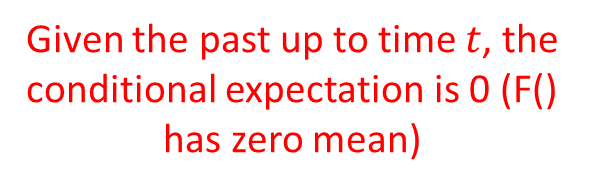 Given the past up to time t, the
conditional expectation is 0 (F()
has zero mean)